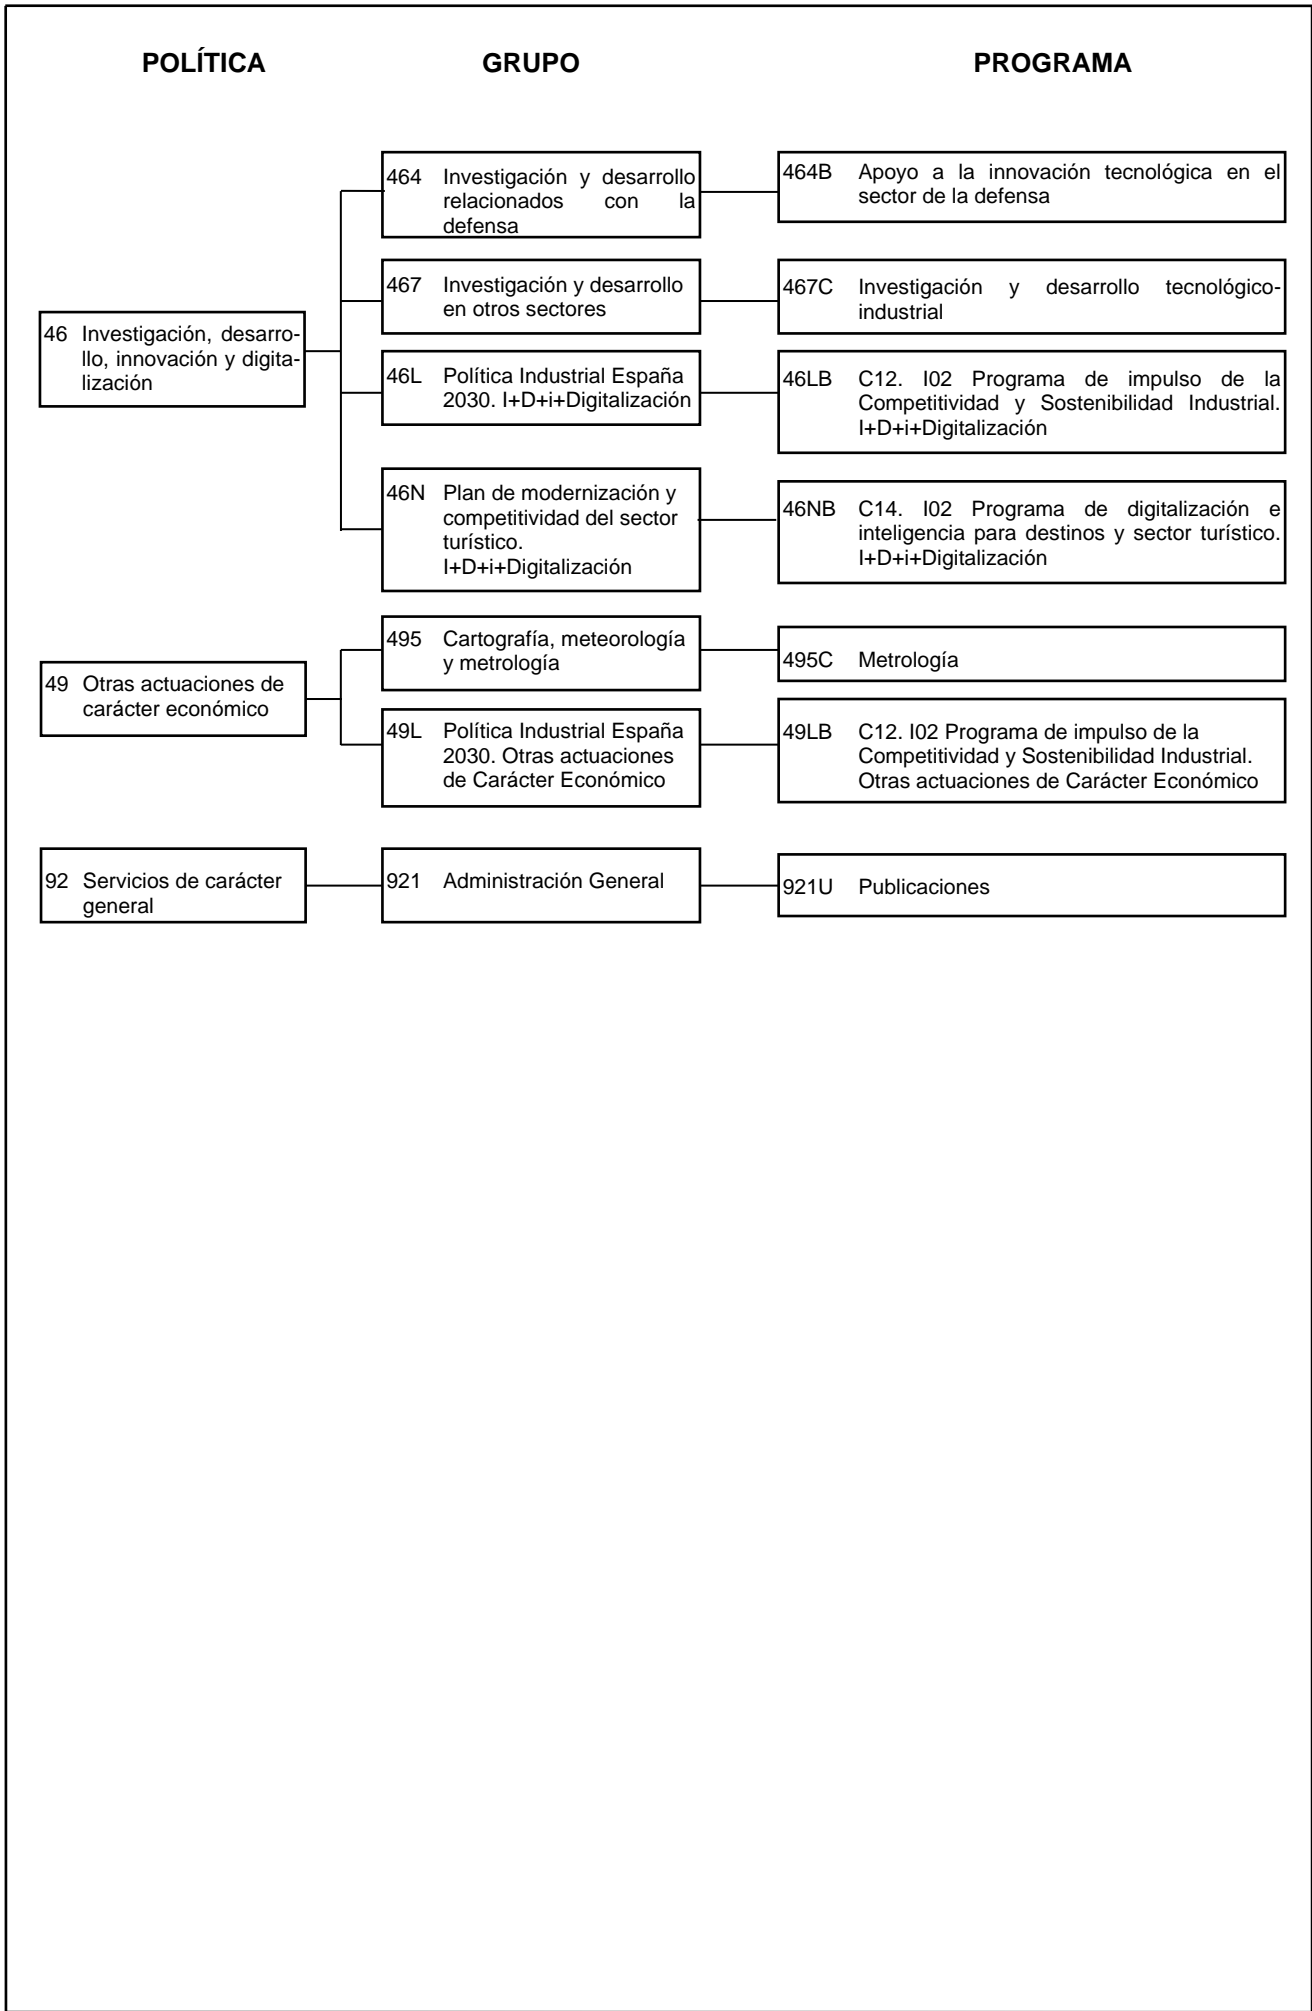 POLÍTICA GRUPO PROGRAMA
464 Investigación y desarrollo
relacionados con la
defensa
464B Apoyo a la innovación tecnológica en el
sector de la defensa
467 Investigación y desarrollo
en otros sectores
467C Investigación y desarrollo tecnológico-
industrial
46 Investigación, desarro-
llo, innovación y digita-
lización
46L Política Industrial España
2030. I+D+i+Digitalización
46LB C12. I02 Programa de impulso de la
Competitividad y Sostenibilidad Industrial.
I+D+i+Digitalización
46N Plan de modernización y
competitividad del sector
turístico.
I+D+i+Digitalización
46NB C14. I02 Programa de digitalización e
inteligencia para destinos y sector turístico.
I+D+i+Digitalización
49 Otras actuaciones de
carácter económico
495 Cartografía, meteorología
y metrología
495C Metrología
49L Política Industrial España
2030. Otras actuaciones
de Carácter Económico
49LB C12. I02 Programa de impulso de la
Competitividad y Sostenibilidad Industrial.
Otras actuaciones de Carácter Económico
92 Servicios de carácter
general
921 Administración General
921U Publicaciones